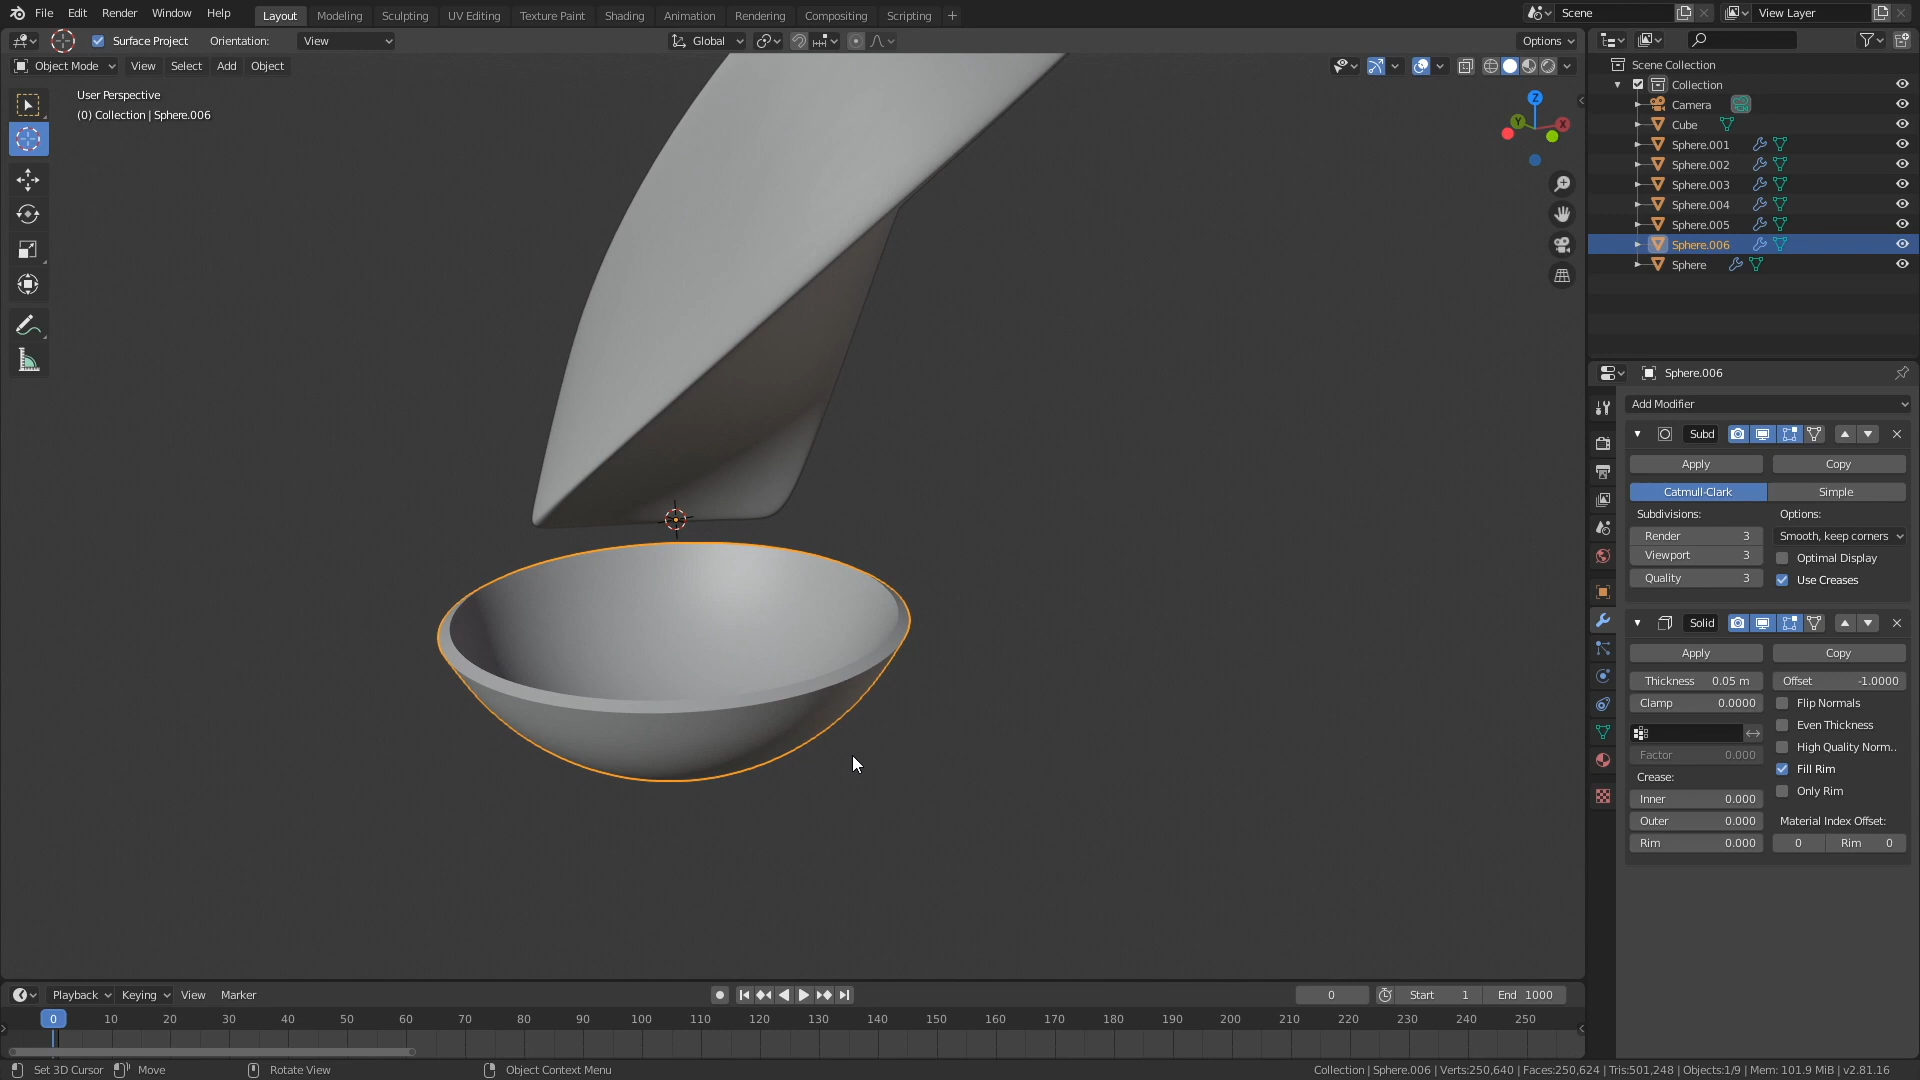 File Edit Render Window Help Layout Modeling Sculpting UV Editing Texture Paint Shading Animation Rendering Compositing Scripting + Scene View Layer
Surface Project Orientation: View Global Options
Object Mode View Select Add Object
User Perspective
(0) Collection | Sphere.006
Z
Y
X
Scene Collection
Collection
Camera
Cube
Sphere.001
Sphere.002
Sphere.003
Sphere.004
Sphere.005
Sphere.006
Sphere
Sphere.006
Add Modifier
Subd
Apply Copy
Catmull-Clark Simple
Subdivisions: Options:
Render 3 Smooth, keep corners
Viewport 3 Optimal Display
Quality 3 Use Creases
Solid
Apply Copy
Thickness 0.05 m Offset -1.0000
Clamp 0.0000 Flip Normals
Even Thickness
High Quality Norm..
Factor 0.000
Fill Rim
Crease:
Only Rim
Inner 0.000
Outer 0.000 Material Index Offset:
Rim 0.000 0 Rim 0
Playback Keying View Marker 0 Start 1 End 1000
0 10 20 30 40 50 60 70 80 90 100 110 120 130 140 150 160 170 180 190 200 210 220 230 240 250
Set 3D Cursor Move Rotate View Object Context Menu Collection | Sphere.006 | Verts:250,640 | Faces:250,624 | Tris:501,248 | Objects:1/9 | Mem: 101.9 MiB | v2.81.16